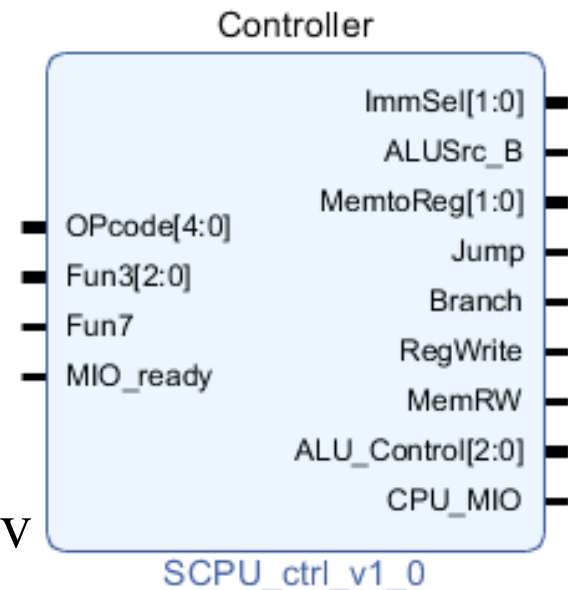 Controller
ImmSel[1:0]
ALUSrc_B
MemtoReg[1:0]
OPcode[4:0]
Jump
Fun3[2:0]
Branch
Fun7
RegWrite
MIO_ready
MemRW
ALU_Control[2:0]
CPU_MIO
v
SCPU_ctrl_v1_0